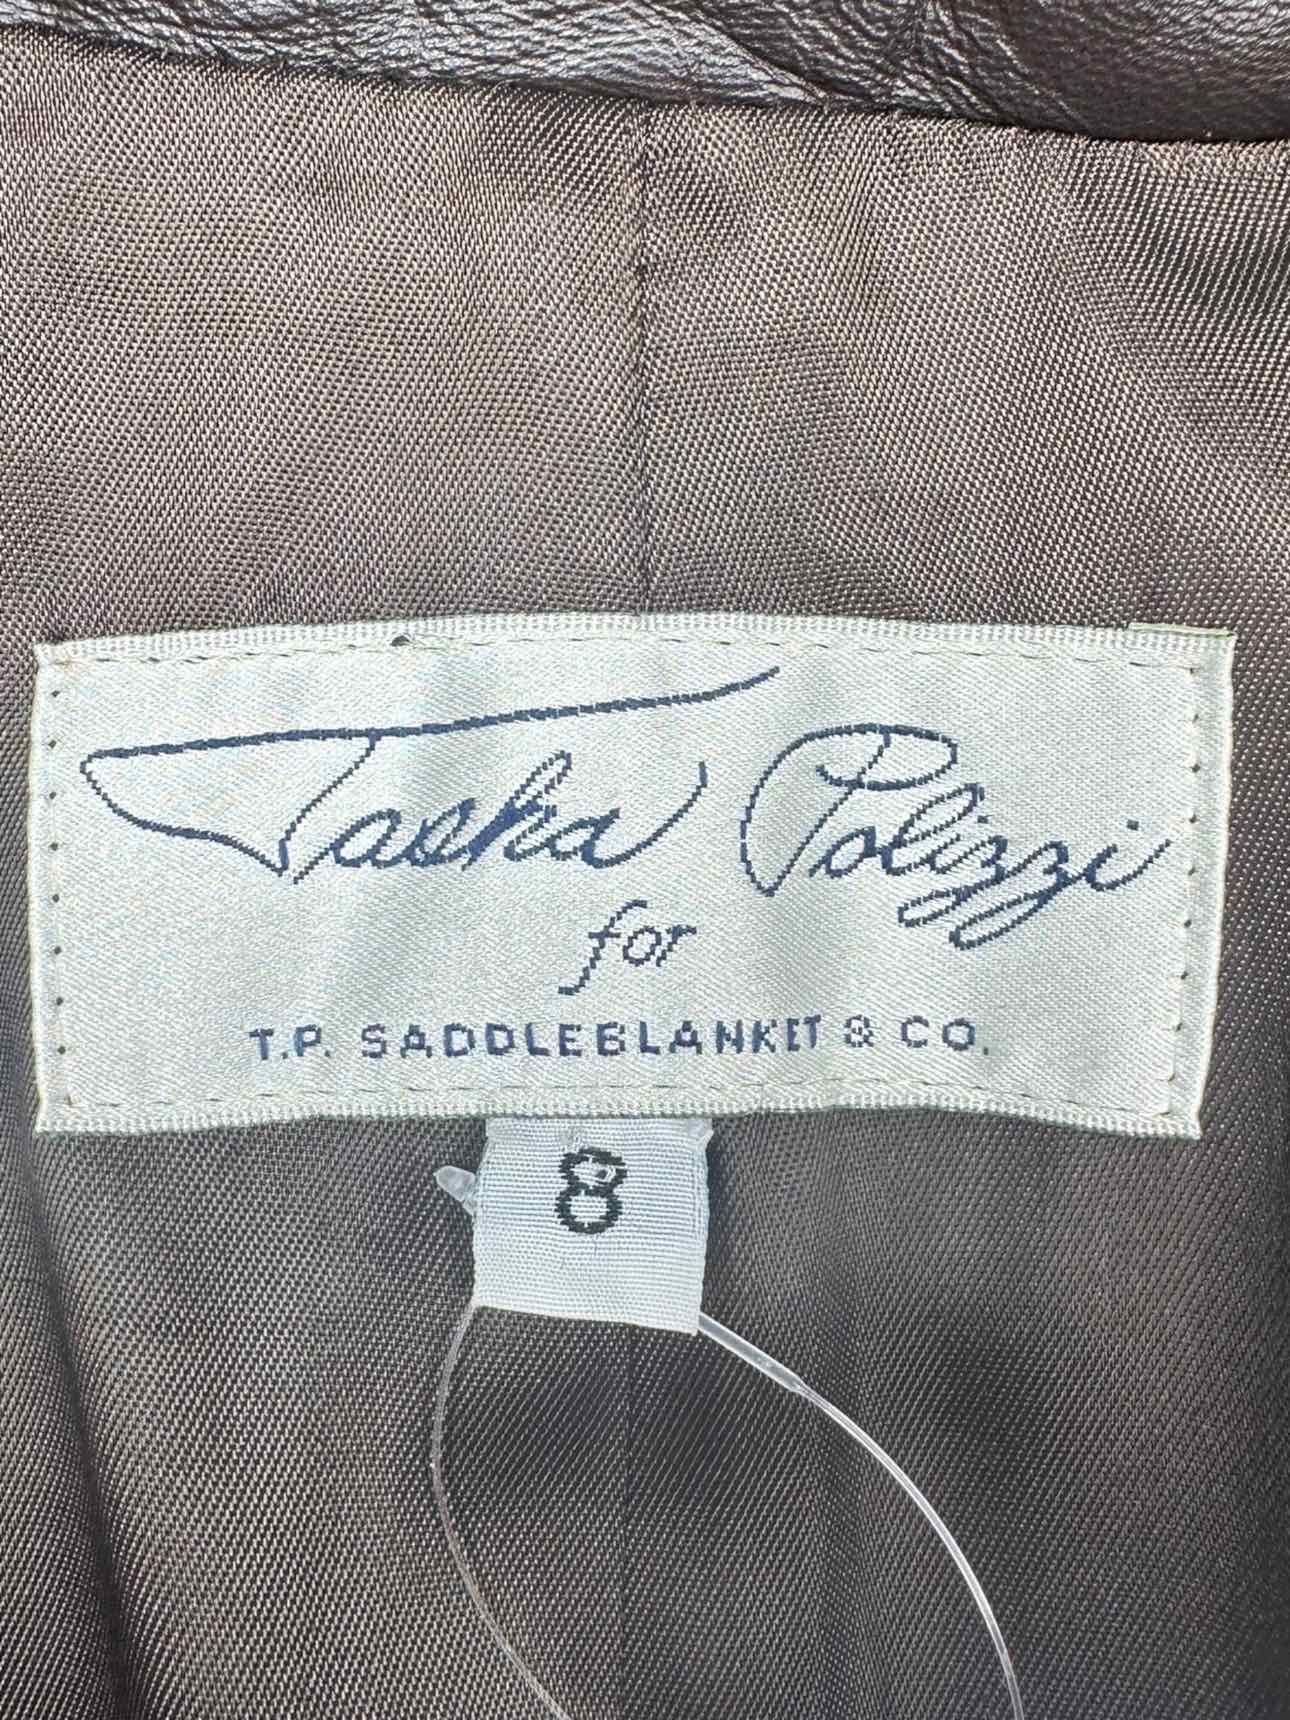 Tasha Polizzi
for
T.P. SADDLEBLANKET & CO.
8